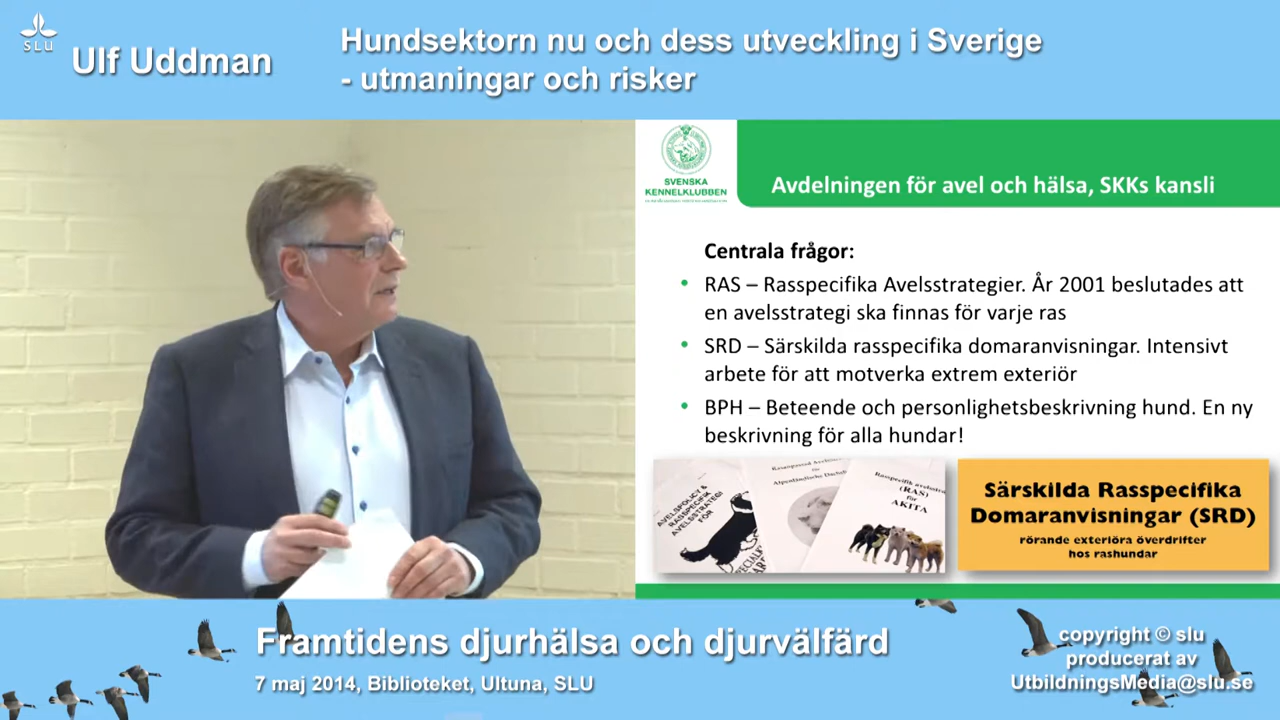 SLU
Ulf Uddman
Hundsektorn nu och dess utveckling i Sverige
- utmaningar och risker
SVENSKA
KENNELKLUBBEN
Avdelningen för avel och hälsa, SKKs kansli
Centrala frågor:
• RAS – Rasspecifika Avelsstrategier. År 2001 beslutades att
en avelsstrategi ska finnas för varje ras
• SRD – Särskilda rasspecifika domaranvisningar. Intensivt
arbete för att motverka extrem exteriör
• BPH – Beteende och personlighetsbeskrivning hund. En ny
beskrivning för alla hundar!
AVELSPOLICY &
RASSPECIFIK
AVELSSTRATEGI
FÖR
för
(RAS)
för
AKITA
Särskilda Rasspecifika
Domaranvisningar (SRD)
rörande exteriöra överdrifter
hos rashundar
Framtidens djurhälsa och djurvälfärd
7 maj 2014, Biblioteket, Ultuna, SLU
copyright © slu
producerat av
UtbildningsMedia@slu.se